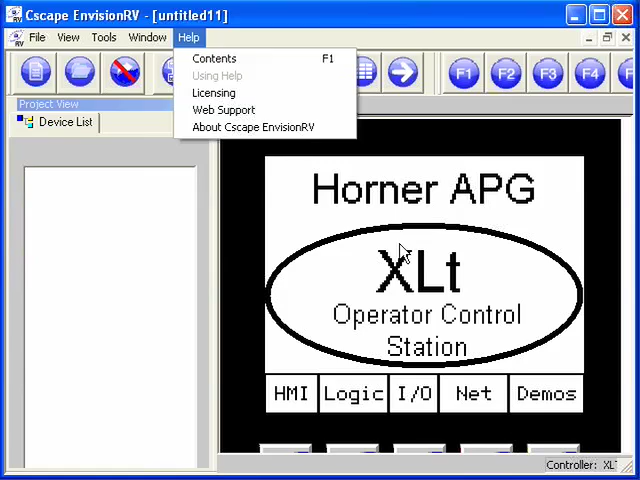 Cscape EnvisionRV - [untitled11]
File View Tools Window Help
Contents F1
Using Help
Licensing
Web Support
About Cscape EnvisionRV
F1 F2 F3 F4
Project View
Device List
Horner APG
XLt
Operator Control
Station
HMI Logic I/O Net Demos
Controller: XLT